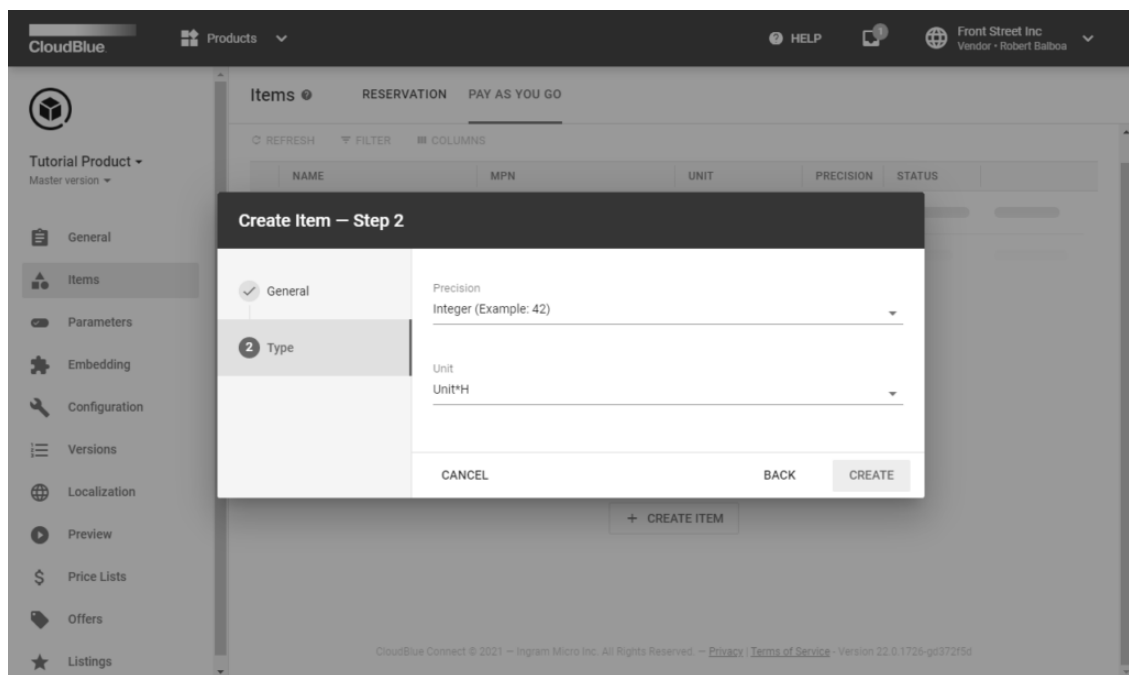 CloudBlue.
Products
HELP
1
Front Street Inc
Vendor • Robert Balboa
Tutorial Product
Master version
General
Items
Parameters
Embedding
Configuration
Versions
Localization
Preview
Price Lists
Offers
Listings
Items
RESERVATION PAY AS YOU GO
REFRESH FILTER COLUMNS
NAME MPN UNIT PRECISION STATUS
Create Item — Step 2
General
2 Type
Precision
Integer (Example: 42)
Unit
Unit*H
CANCEL BACK CREATE
+ CREATE ITEM
CloudBlue Connect © 2021 — Ingram Micro Inc. All Rights Reserved. — Privacy | Terms of Service - Version 22.0.1726-gd372f5d